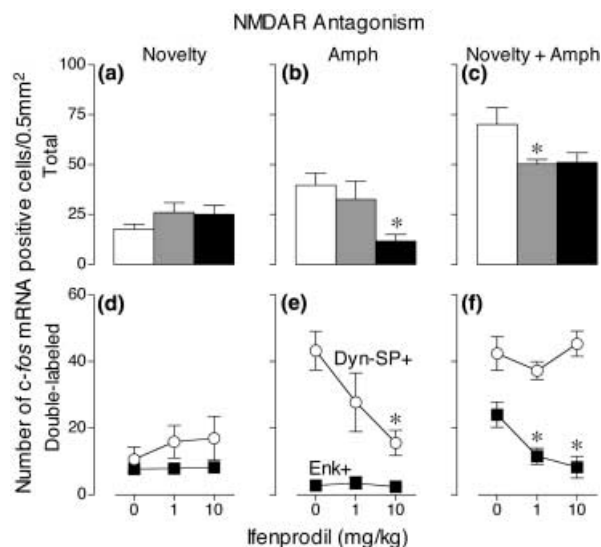 NMDAR Antagonism
Novelty
Amph
Novelty + Amph
Number of c-fos mRNA positive cells/0.5mm²
Total
Double-labeled
100
75
50
25
0
(a)
(b)
*
(c)
*
60
40
20
0
(d)
(e)
Dyn-SP+
*
Enk+
(f)
*
*
0 1 10
0 1 10
0 1 10
Ifenprodil (mg/kg)